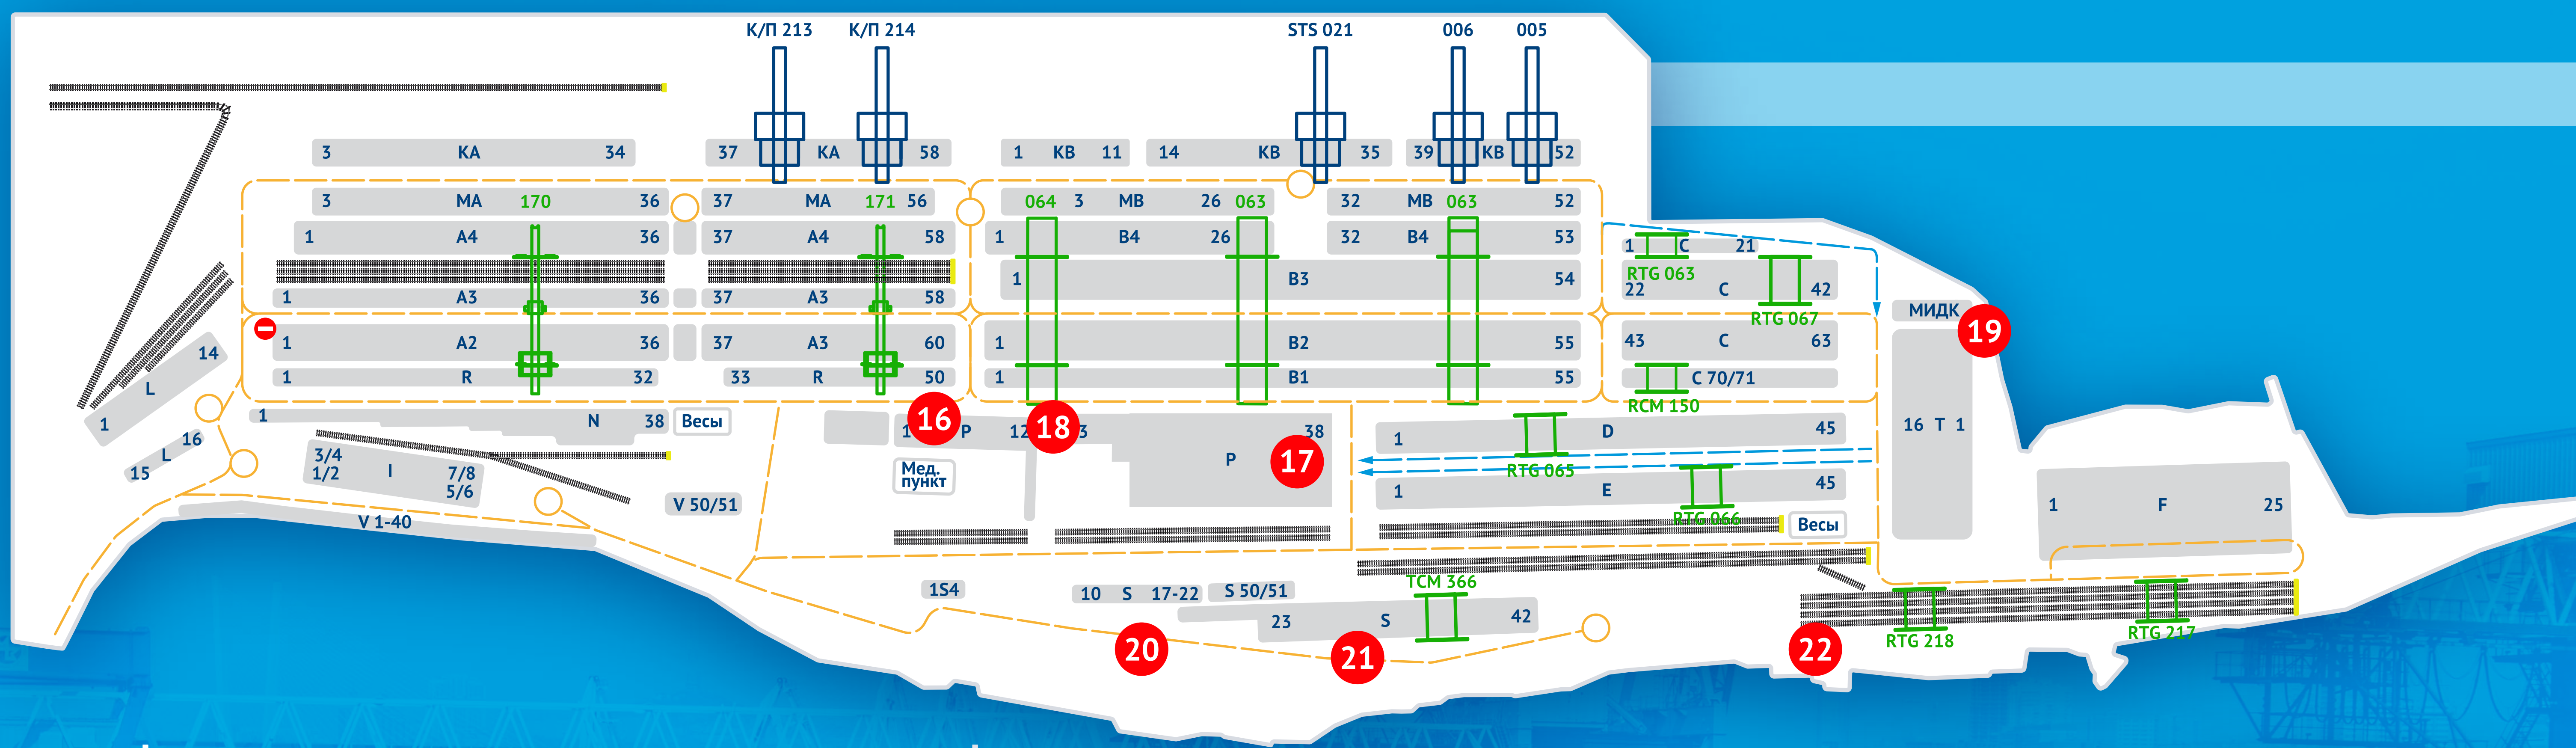 К/П 213 К/П 214 STS 021 006 005
3 КА 34 37 КА 58 1 КВ 11 14 КВ 35 39 КВ 52
3 МА 170 36 37 МА 171 56 064 3 МВ 26 063 32 МВ 063 52
1 А4 36 37 А4 58 1 В4 26 32 В4 53
1 С 21
RTG 063
1 В3 54
22 С 42
1 А3 36 37 А3 58
RTG 067
МИДК 19
1 А2 36 37 А3 60 1 В2 55 43 С 63
1 R 32 33 R 50 1 В1 55 С 70/71
RCM 150
14
L
1
16
L
15
1 N 38 Весы
16
1 Р 12 18 3 38
Р 17
1 D 45
RTG 065
16 Т 1
3/4
1/2 I 7/8
5/6
Мед.
пункт
V 50/51
1 Е 45
RTG 066
Весы
1 F 25
V 1-40
1S4 10 S 17-22 S 50/51
TCM 366
23 S 42
20 21 22
RTG 218 RTG 217